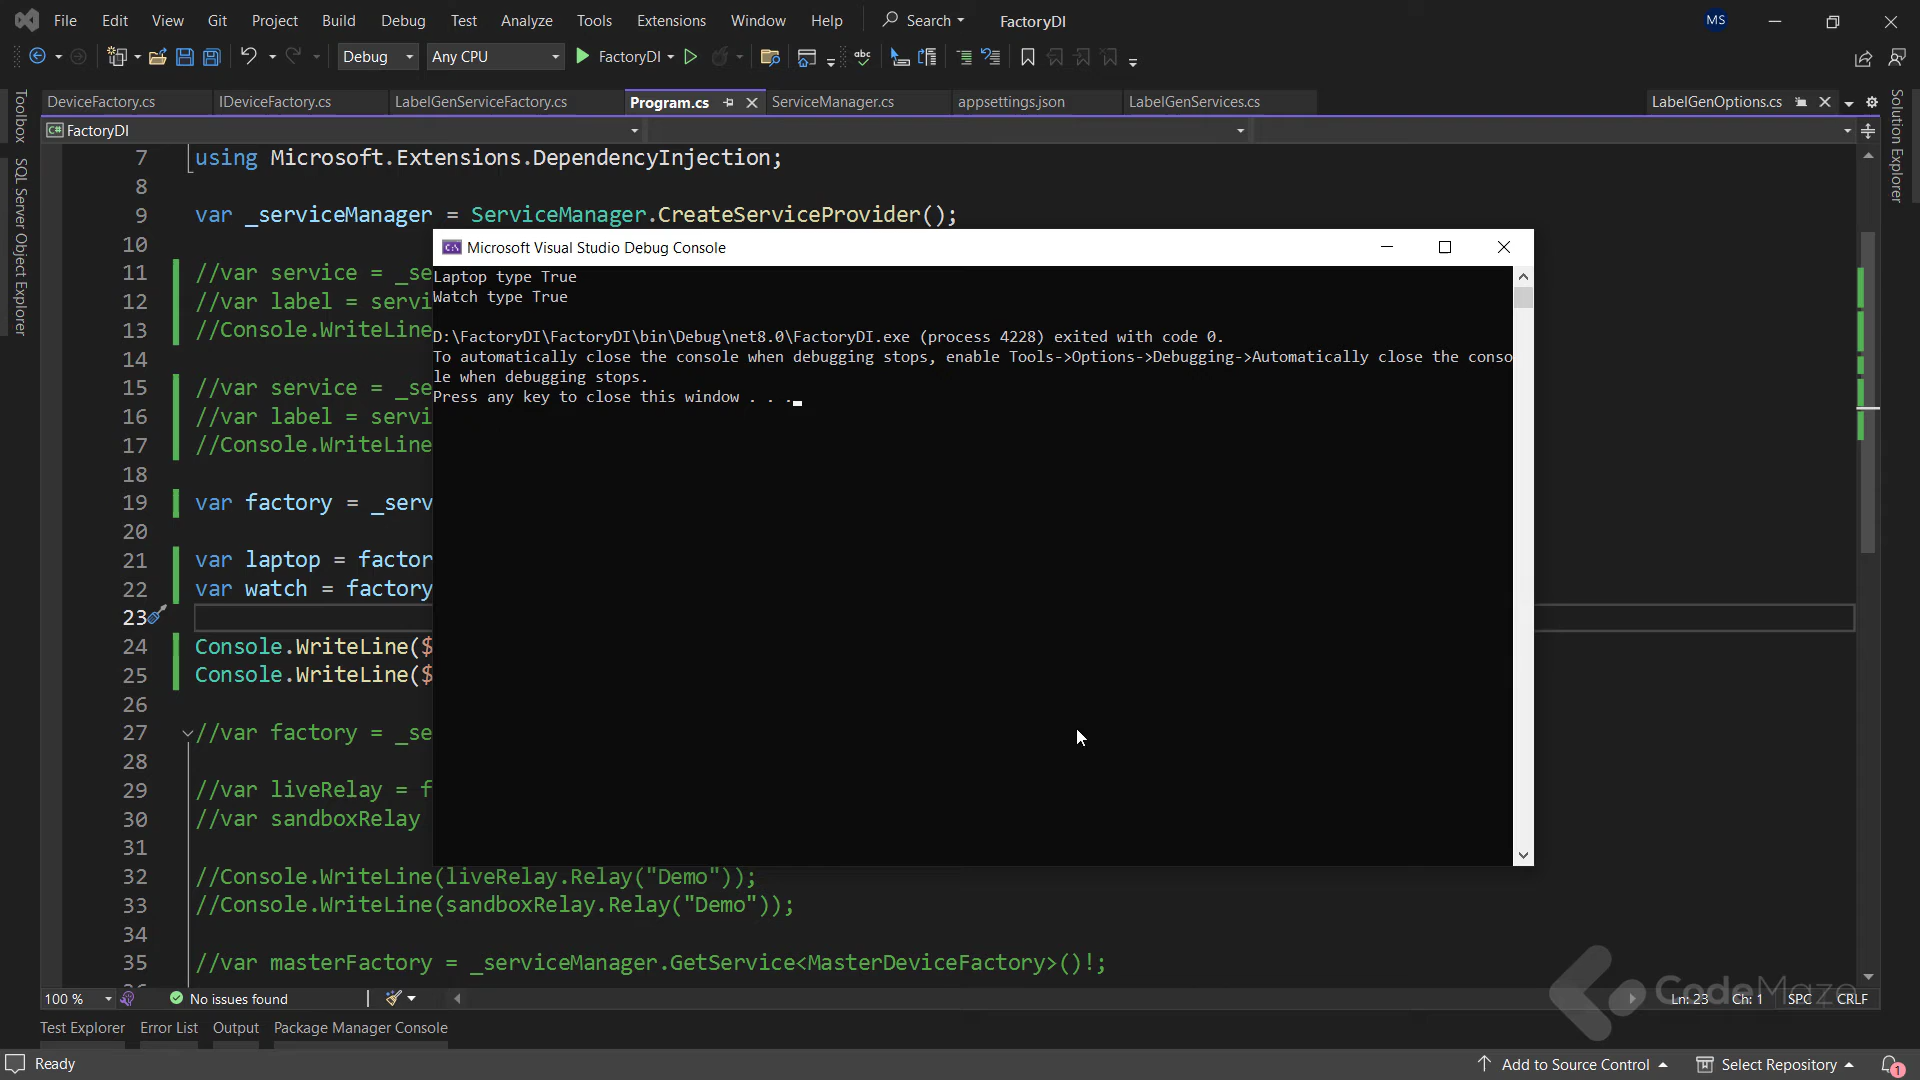 File Edit View Git Project Build Debug Test Analyze Tools Extensions Window Help Search FactoryDI MS
Debug Any CPU FactoryDI
DeviceFactory.cs IDeviceFactory.cs LabelGenServiceFactory.cs Program.cs ServiceManager.cs appsettings.json LabelGenServices.cs LabelGenOptions.cs
C# FactoryDI
Toolbox
SQL Server Object Explorer
Solution Explorer
7 using Microsoft.Extensions.DependencyInjection;
8
9 var _serviceManager = ServiceManager.CreateServiceProvider();
10
11 //var service = _se
12 //var label = servi
13 //Console.WriteLine
14
15 //var service = _se
16 //var label = servi
17 //Console.WriteLine
18
19 var factory = _serv
20
21 var laptop = factor
22 var watch = factory
23
24 Console.WriteLine($
25 Console.WriteLine($
26
27 //var factory = _se
28
29 //var liveRelay = f
30 //var sandboxRelay
31
32 //Console.WriteLine(liveRelay.Relay("Demo"));
33 //Console.WriteLine(sandboxRelay.Relay("Demo"));
34
35 //var masterFactory = _serviceManager.GetService<MasterDeviceFactory>()!;
Microsoft Visual Studio Debug Console
Laptop type True
Watch type True
D:\FactoryDI\FactoryDI\bin\Debug\net8.0\FactoryDI.exe (process 4228) exited with code 0.
To automatically close the console when debugging stops, enable Tools->Options->Debugging->Automatically close the conso
le when debugging stops.
Press any key to close this window . . .
100 % No issues found Ln: 23 Ch: 1 SPC CRLF
CodeMaze
Test Explorer Error List Output Package Manager Console
Ready Add to Source Control Select Repository 1